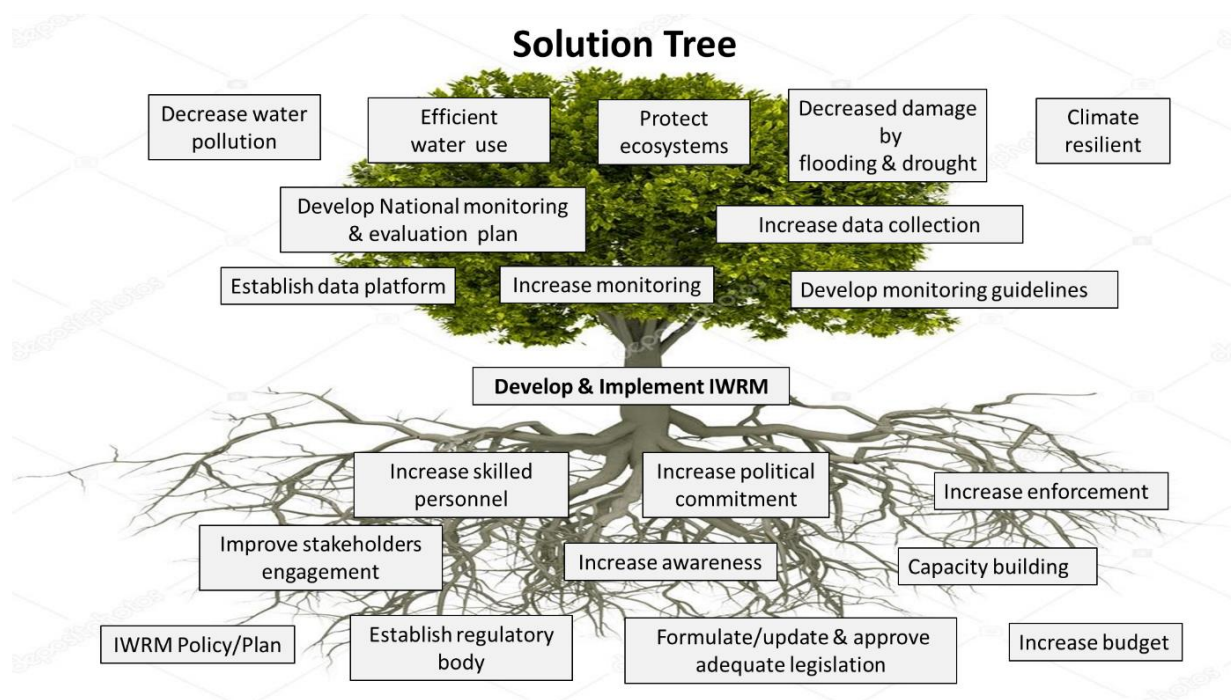 Solution Tree
Decrease water
pollution
Efficient
water use
Protect
ecosystems
Decreased damage
by
flooding & drought
Climate
resilient
Develop National monitoring
& evaluation plan
Increase data collection
Establish data platform
Increase monitoring
Develop monitoring guidelines
Develop & Implement IWRM
Increase skilled
personnel
Increase political
commitment
Increase enforcement
Improve stakeholders
engagement
Increase awareness
Capacity building
IWRM Policy/Plan
Establish regulatory
body
Formulate/update & approve
adequate legislation
Increase budget
depositphotos